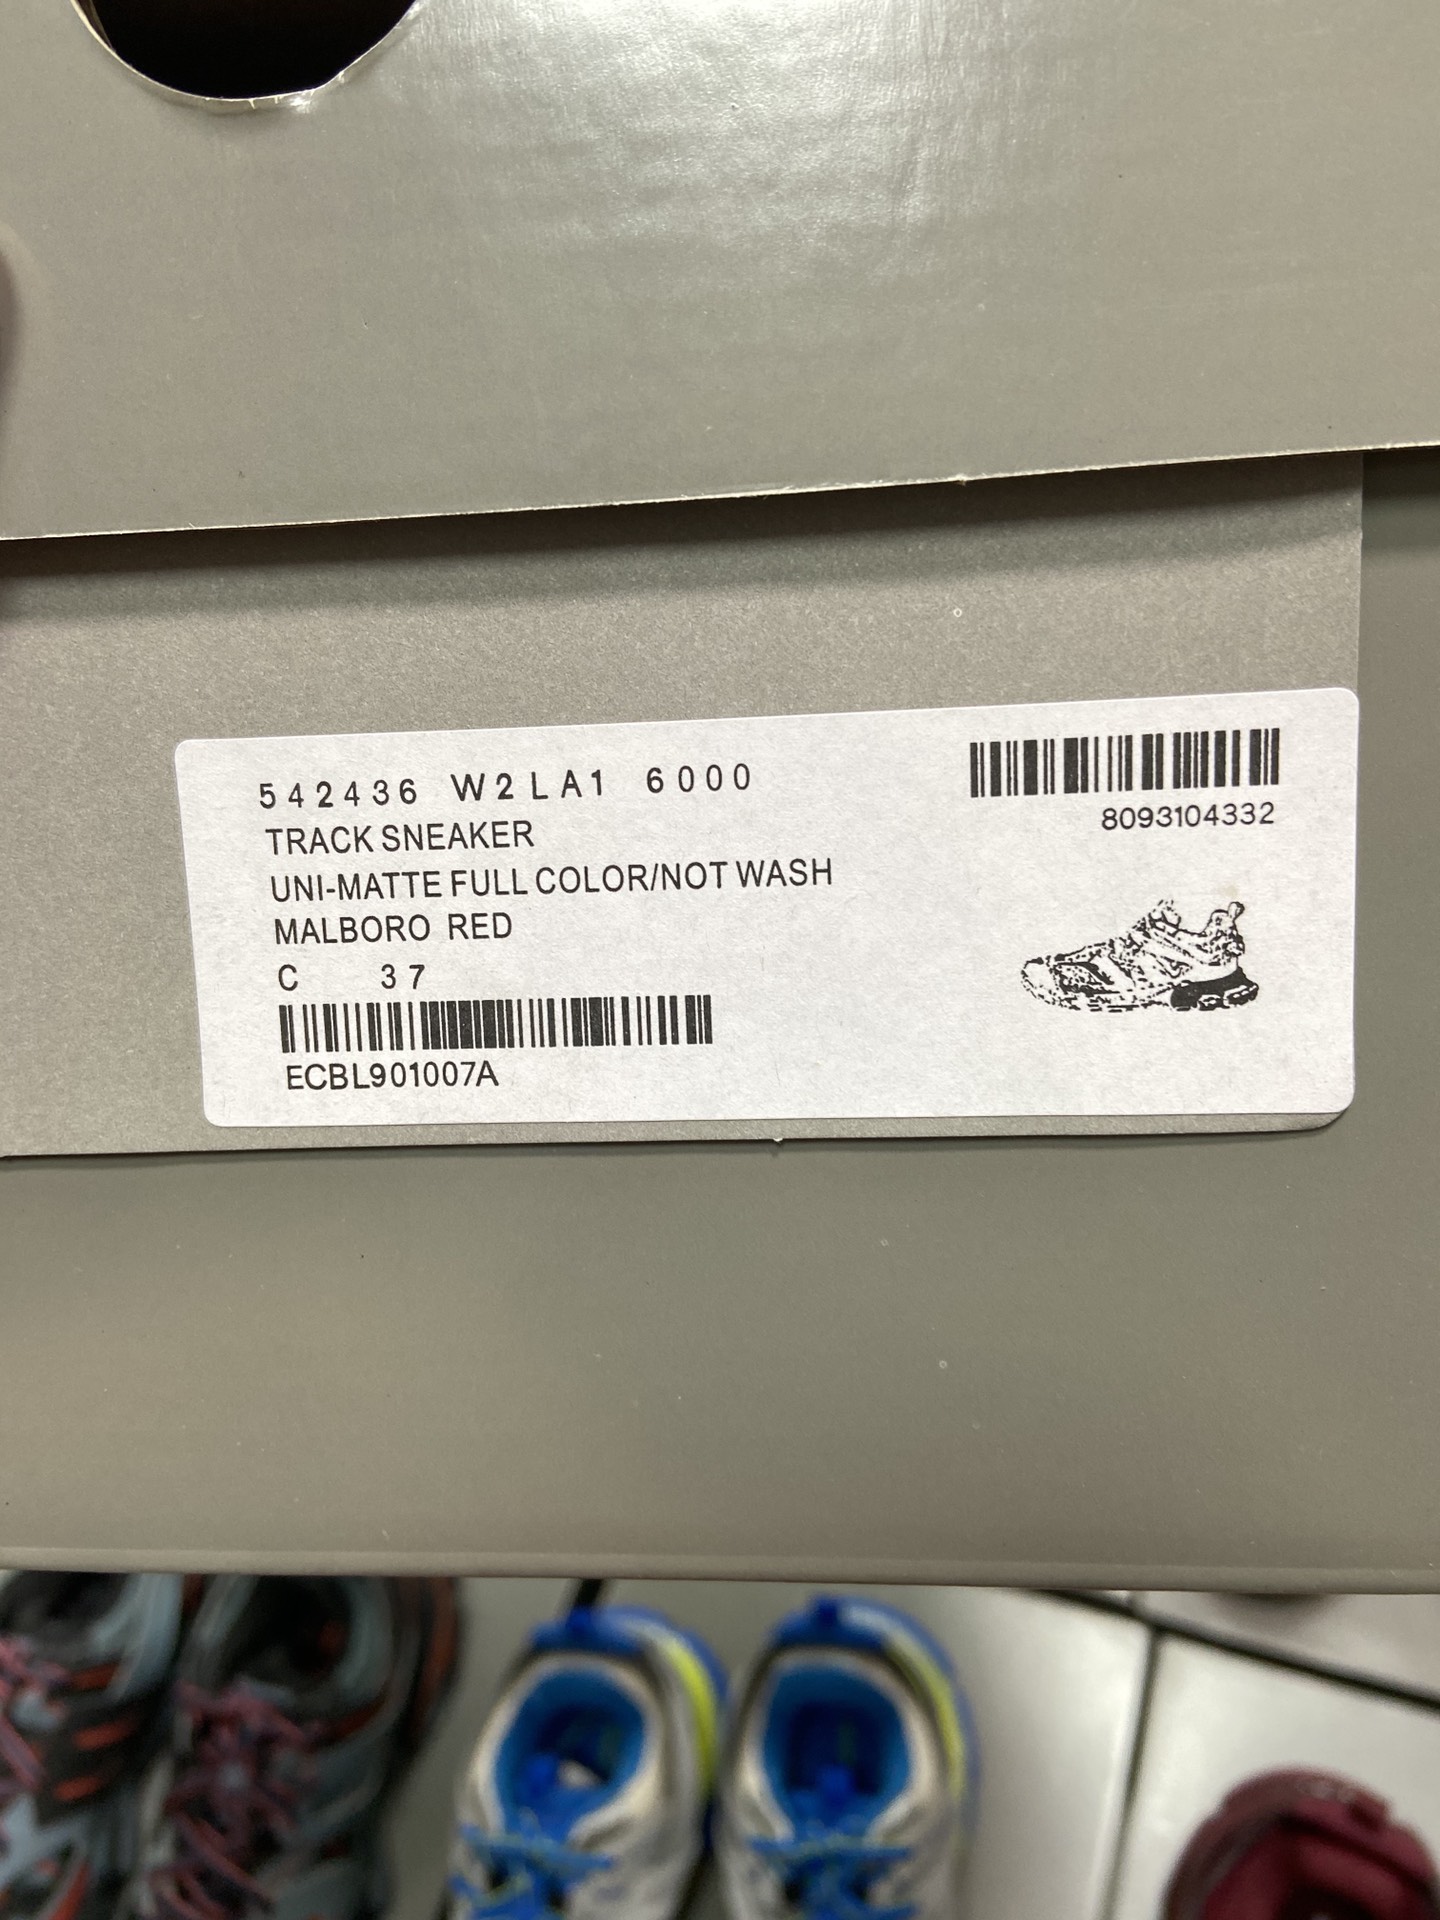 542436 W2LA1 6000
TRACK SNEAKER
UNI-MATTE FULL COLOR/NOT WASH
MALBORO RED
C 37
ECBL901007A
8093104332